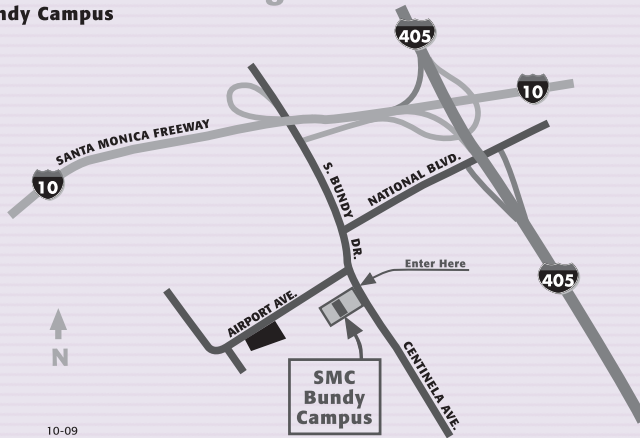 ndy Campus
405
10
SANTA MONICA FREEWAY
10
S. BUNDY
DR.
NATIONAL BLVD.
Enter Here
405
AIRPORT AVE.
N
SMC
Bundy
Campus
CENTINELA AVE.
10-09